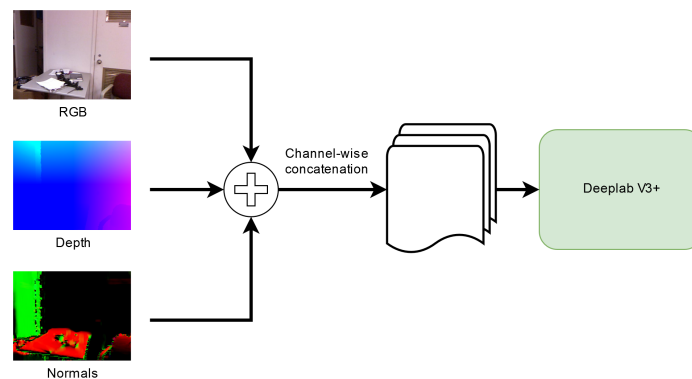 RGB
Channel-wise
concatenation
Deeplab V3+
Depth
Normals